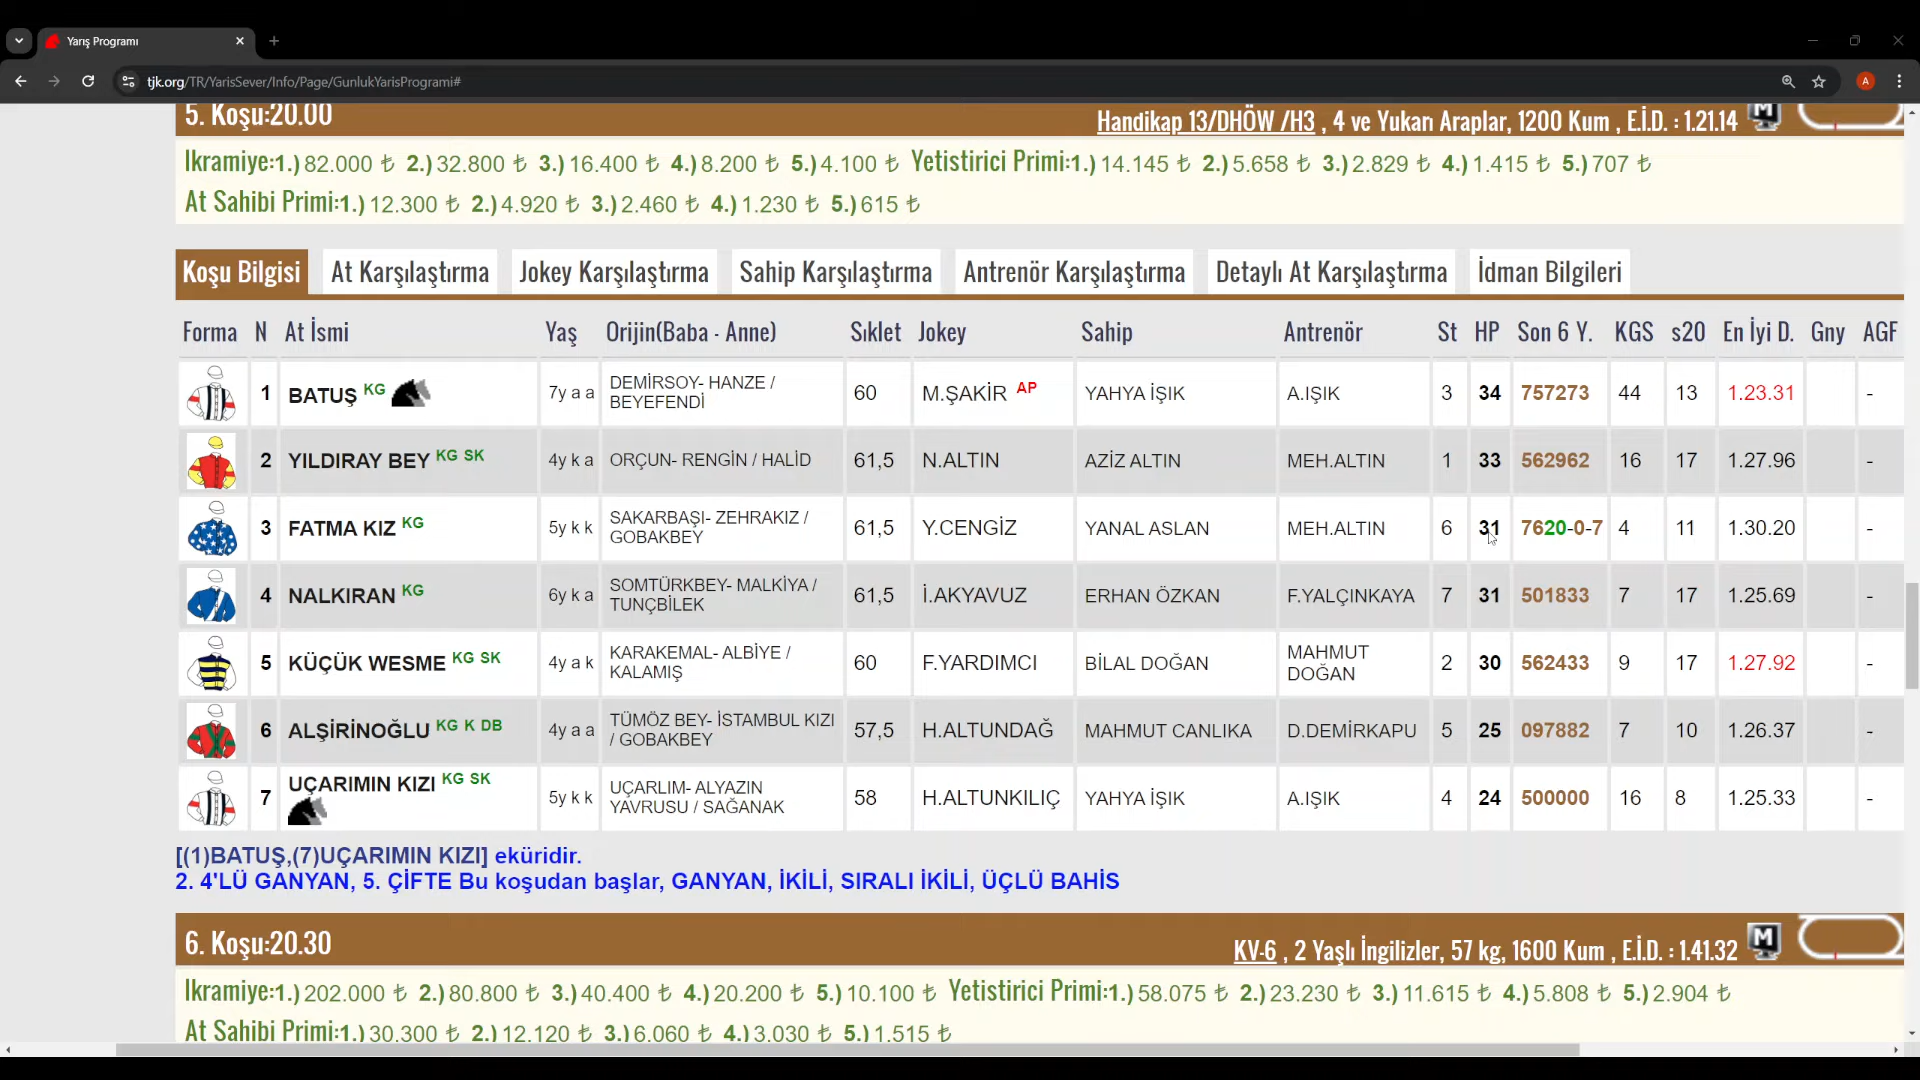 Yarış Programı
tjk.org/TR/YarisSever/Info/Page/GunlukYarisProgrami#
A
5. Koşu:20.00
Handikap 13/DHÖW /H3 , 4 ve Yukarı Araplar, 1200 Kum , E.İ.D. : 1.21.14
M
Ikramiye:1.) 82.000 ₺ 2.) 32.800 ₺ 3.) 16.400 ₺ 4.) 8.200 ₺ 5.) 4.100 ₺ Yetistirici Primi:1.) 14.145 ₺ 2.) 5.658 ₺ 3.) 2.829 ₺ 4.) 1.415 ₺ 5.) 707 ₺
At Sahibi Primi:1.) 12.300 ₺ 2.) 4.920 ₺ 3.) 2.460 ₺ 4.) 1.230 ₺ 5.) 615 ₺
Koşu Bilgisi At Karşılaştırma Jokey Karşılaştırma Sahip Karşılaştırma Antrenör Karşılaştırma Detaylı At Karşılaştırma İdman Bilgileri
Forma N At İsmi Yaş Orijin(Baba - Anne) Sıklet Jokey Sahip Antrenör St HP Son 6 Y. KGS s20 En İyi D. Gny AGF
1 BATUŞ KG 7y a a DEMİRSOY- HANZE / BEYEFENDİ 60 M.ŞAKİR AP YAHYA İŞIK A.IŞIK 3 34 757273 44 13 1.23.31 -
2 YILDIRAY BEY KG SK 4y k a ORÇUN- RENGİN / HALİD 61,5 N.ALTIN AZİZ ALTIN MEH.ALTIN 1 33 562962 16 17 1.27.96 -
3 FATMA KIZ KG 5y k k SAKARBAŞI- ZEHRAKIZ / GOBAKBEY 61,5 Y.CENGİZ YANAL ASLAN MEH.ALTIN 6 31 7620-0-7 4 11 1.30.20 -
4 NALKIRAN KG 6y k a SOMTÜRKBEY- MALKİYA / TUNÇBİLEK 61,5 İ.AKYAVUZ ERHAN ÖZKAN F.YALÇINKAYA 7 31 501833 7 17 1.25.69 -
5 KÜÇÜK WESME KG SK 4y a k KARAKEMAL- ALBİYE / KALAMIŞ 60 F.YARDIMCI BİLAL DOĞAN MAHMUT DOĞAN 2 30 562433 9 17 1.27.92 -
6 ALŞİRİNOĞLU KG K DB 4y a a TÜMÖZ BEY- İSTAMBUL KIZI / GOBAKBEY 57,5 H.ALTUNDAĞ MAHMUT CANLIKA D.DEMİRKAPU 5 25 097882 7 10 1.26.37 -
7 UÇARIMIN KIZI KG SK 5y k k UÇARLIM- ALYAZIN YAVRUSU / SAĞANAK 58 H.ALTUNKILIÇ YAHYA İŞIK A.IŞIK 4 24 500000 16 8 1.25.33 -
[(1)BATUŞ,(7)UÇARIMIN KIZI] eküridir.
2. 4'LÜ GANYAN, 5. ÇİFTE Bu koşudan başlar, GANYAN, İKİLİ, SIRALI İKİLİ, ÜÇLÜ BAHİS
6. Koşu:20.30
KV-6 , 2 Yaşlı İngilizler, 57 kg, 1600 Kum , E.İ.D. : 1.41.32
M
Ikramiye:1.) 202.000 ₺ 2.) 80.800 ₺ 3.) 40.400 ₺ 4.) 20.200 ₺ 5.) 10.100 ₺ Yetistirici Primi:1.) 58.075 ₺ 2.) 23.230 ₺ 3.) 11.615 ₺ 4.) 5.808 ₺ 5.) 2.904 ₺
At Sahibi Primi:1.) 30.300 ₺ 2.) 12.120 ₺ 3.) 6.060 ₺ 4.) 3.030 ₺ 5.) 1.515 ₺